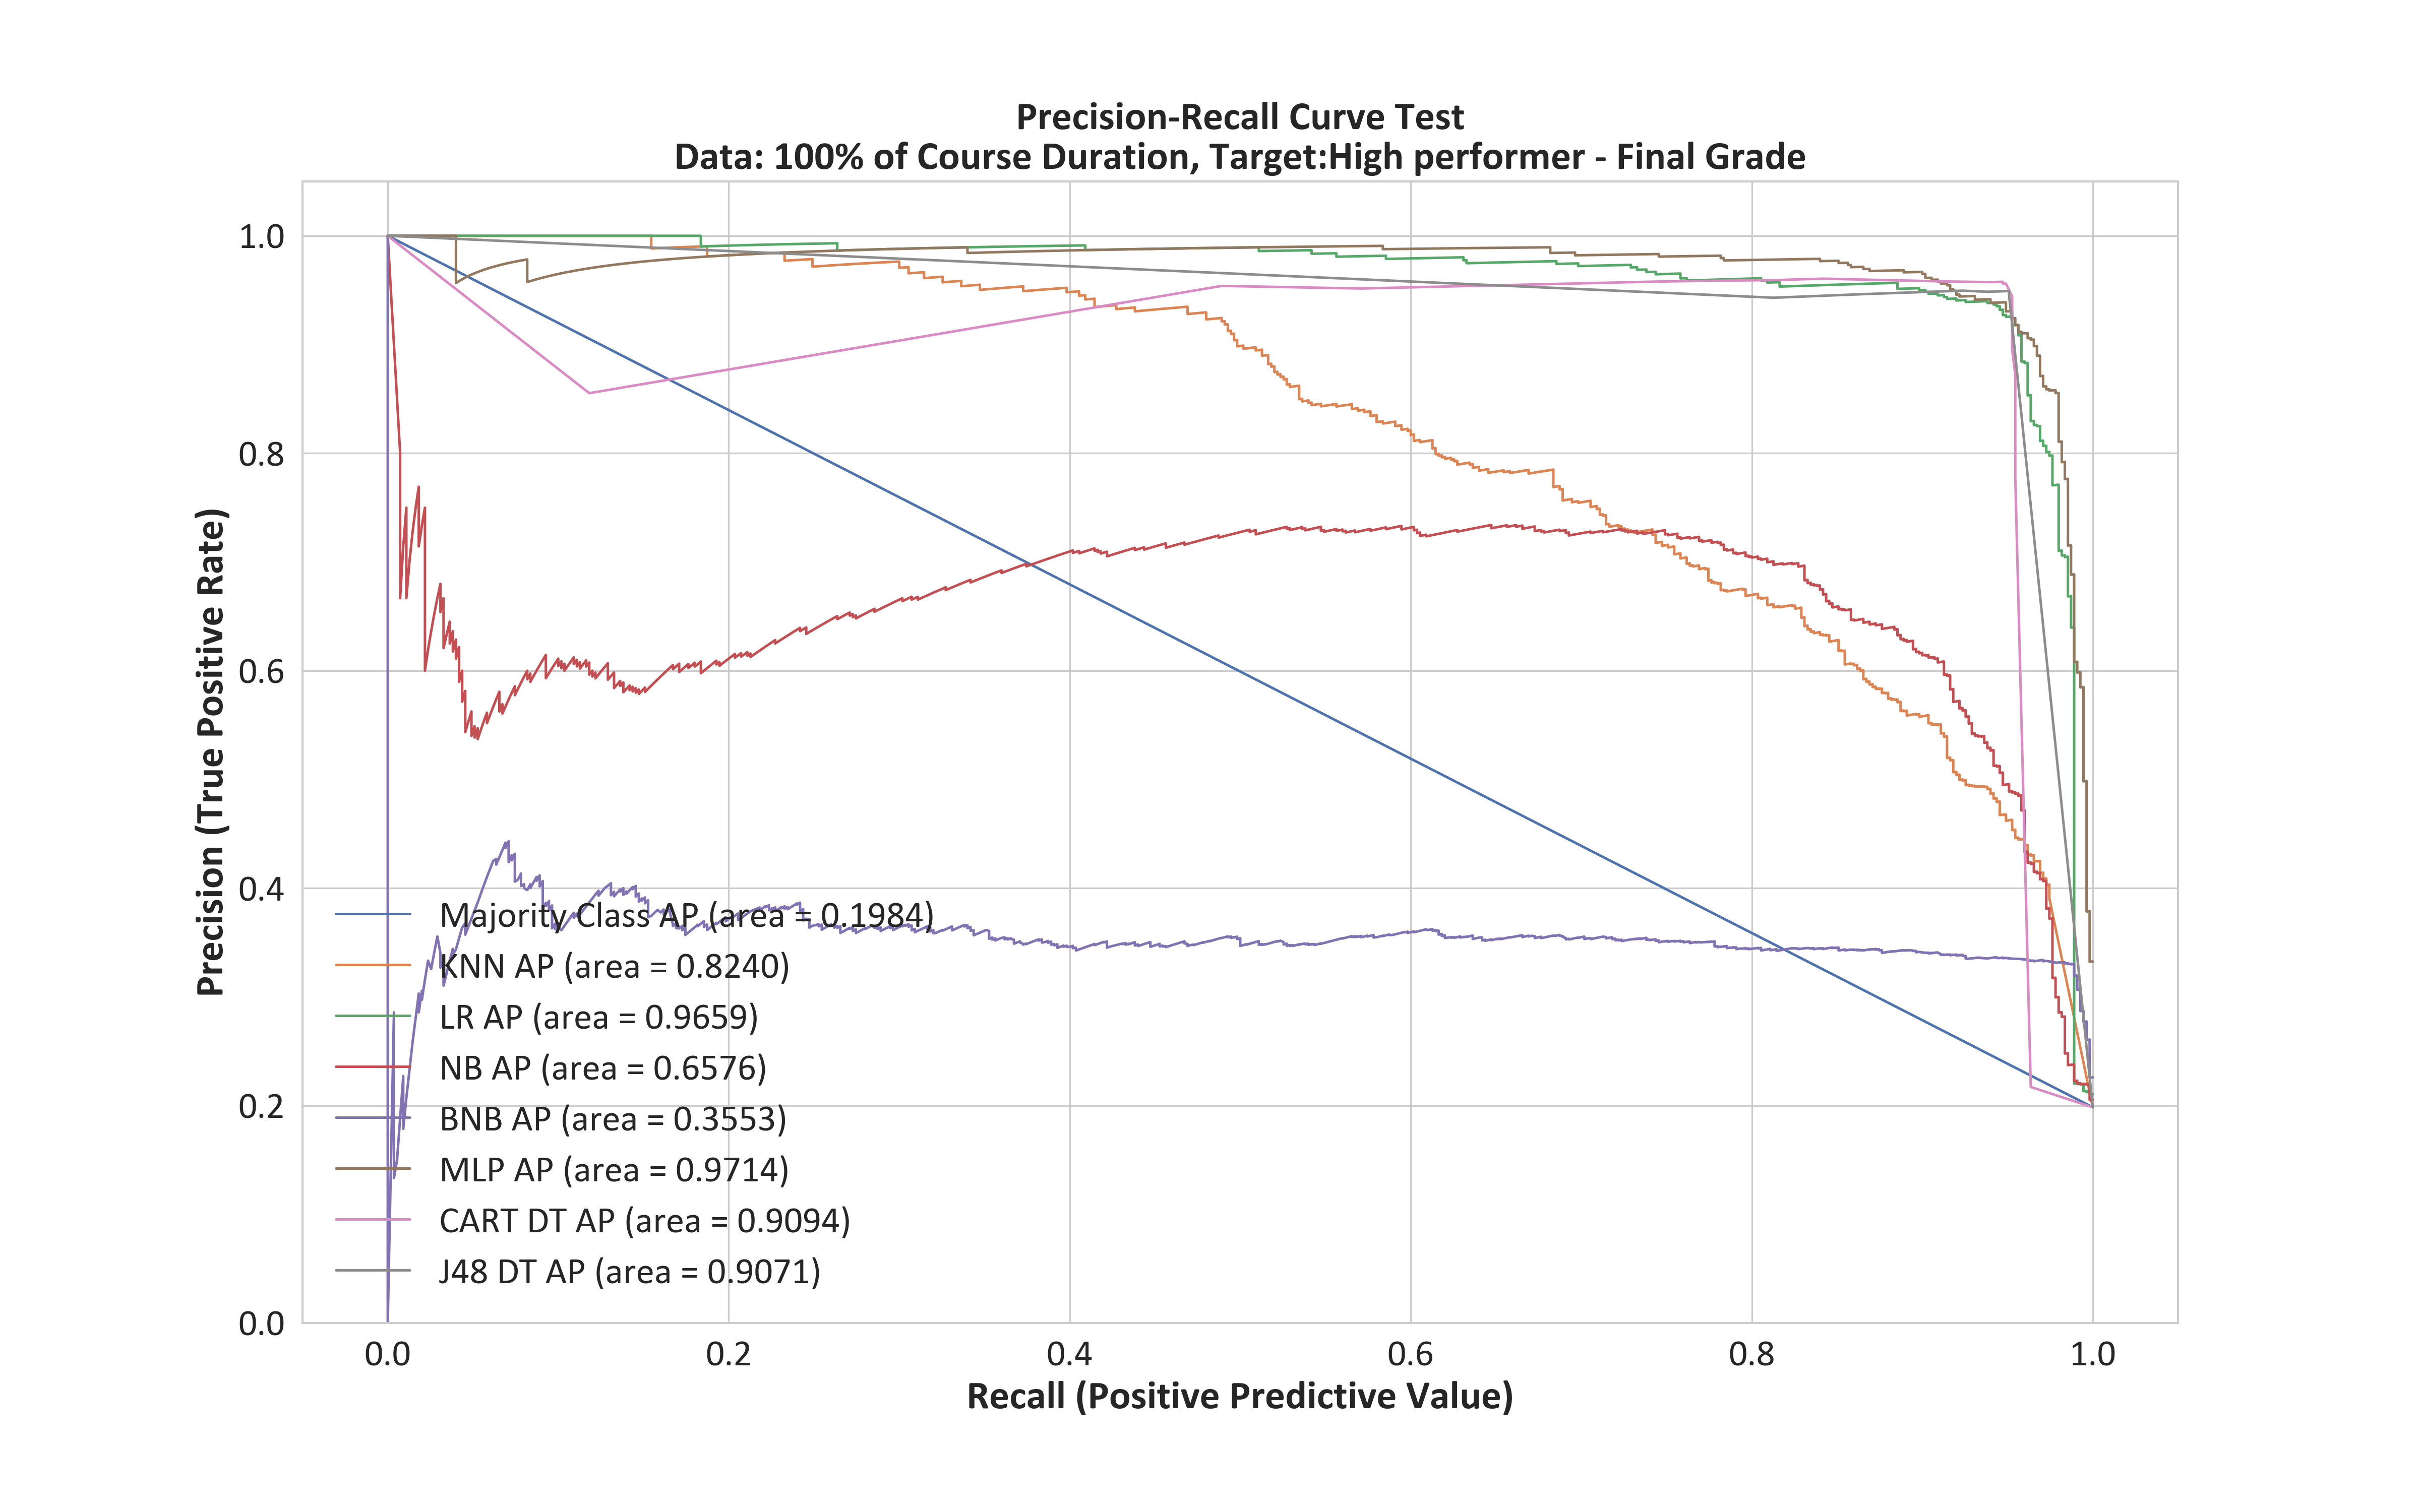 Precision-Recall Curve Test
Data: 100% of Course Duration, Target:High performer - Final Grade
Precision (True Positive Rate)
1.0
0.8
0.6
0.4
0.2
0.0
Majority Class AP (area = 0.1984)
KNN AP (area = 0.8240)
LR AP (area = 0.9659)
NB AP (area = 0.6576)
BNB AP (area = 0.3553)
MLP AP (area = 0.9714)
CART DT AP (area = 0.9094)
J48 DT AP (area = 0.9071)
0.0 0.2 0.4 0.6 0.8 1.0
Recall (Positive Predictive Value)